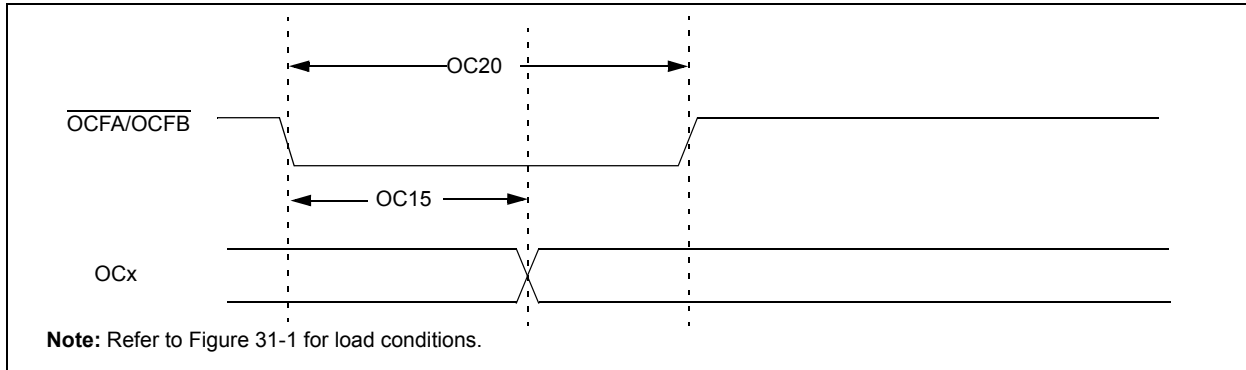 OC20
OCFA/OCFB
OC15
OCx
Note: Refer to Figure 31-1 for load conditions.